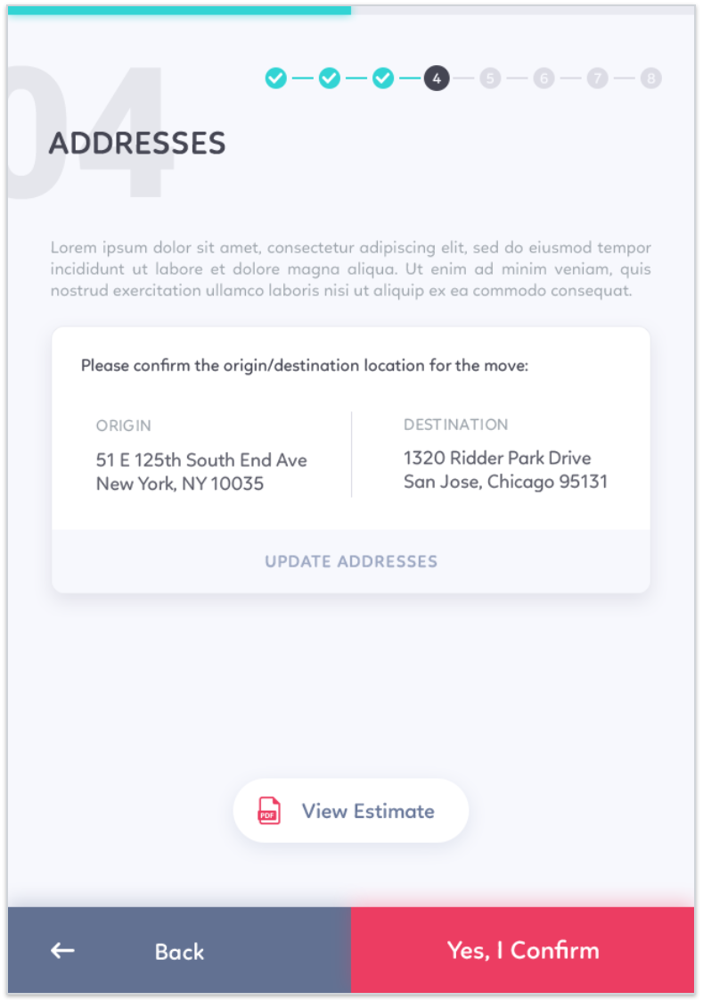 04
4 5 6 7 8
ADDRESSES
Lorem ipsum dolor sit amet, consectetur adipiscing elit, sed do eiusmod tempor
incididunt ut labore et dolore magna aliqua. Ut enim ad minim veniam, quis
nostrud exercitation ullamco laboris nisi ut aliquip ex ea commodo consequat.
Please confirm the origin/destination location for the move:
ORIGIN
51 E 125th South End Ave
New York, NY 10035
DESTINATION
1320 Ridder Park Drive
San Jose, Chicago 95131
UPDATE ADDRESSES
PDF
View Estimate
Back
Yes, I Confirm